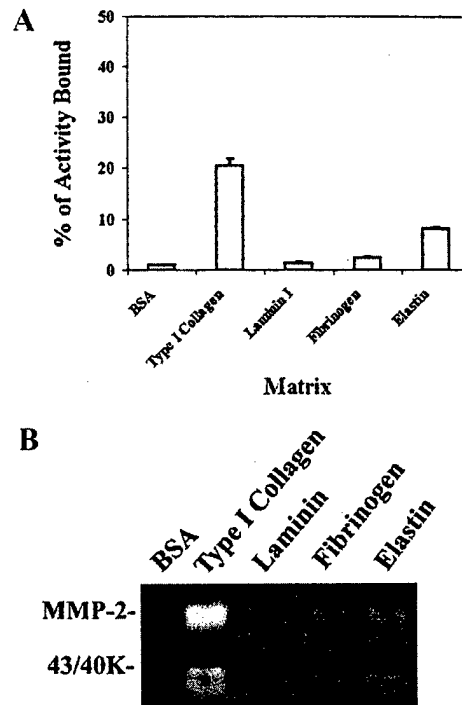 A
50
40
30
20
10
0
% of Activity Bound
BSA
Type I Collagen
Laminin I
Fibrinogen
Elastin
Matrix
B
BSA
Type I Collagen
Laminin
Fibrinogen
Elastin
MMP-2-
43/40K-